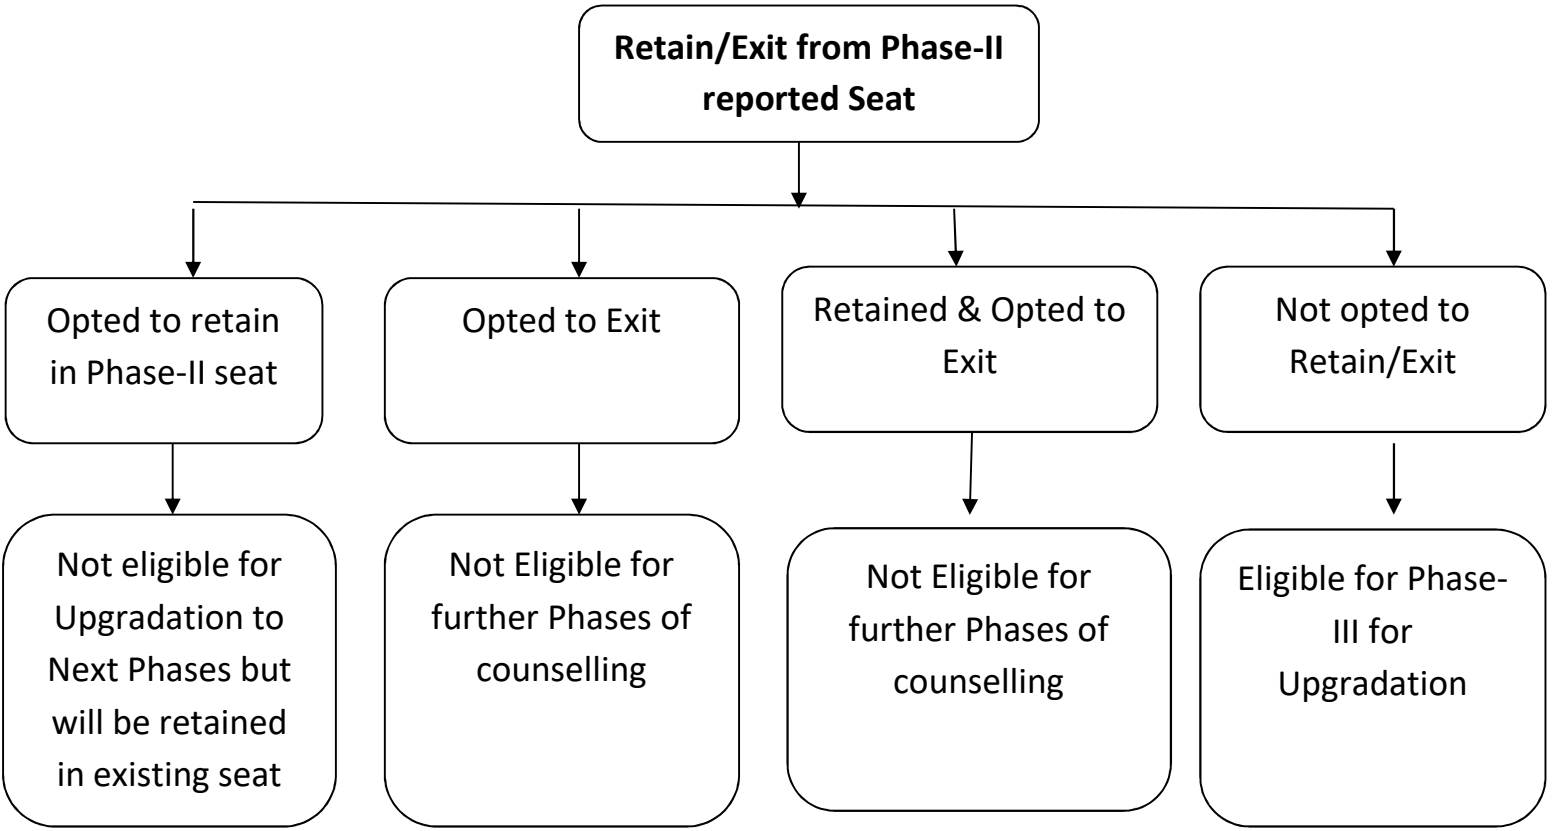 Retain/Exit from Phase-II
reported Seat
Opted to retain
in Phase-II seat
Opted to Exit
Retained & Opted to
Exit
Not opted to
Retain/Exit
Not eligible for
Upgradation to
Next Phases but
will be retained
in existing seat
Not Eligible for
further Phases of
counselling
Not Eligible for
further Phases of
counselling
Eligible for Phase-
III for
Upgradation